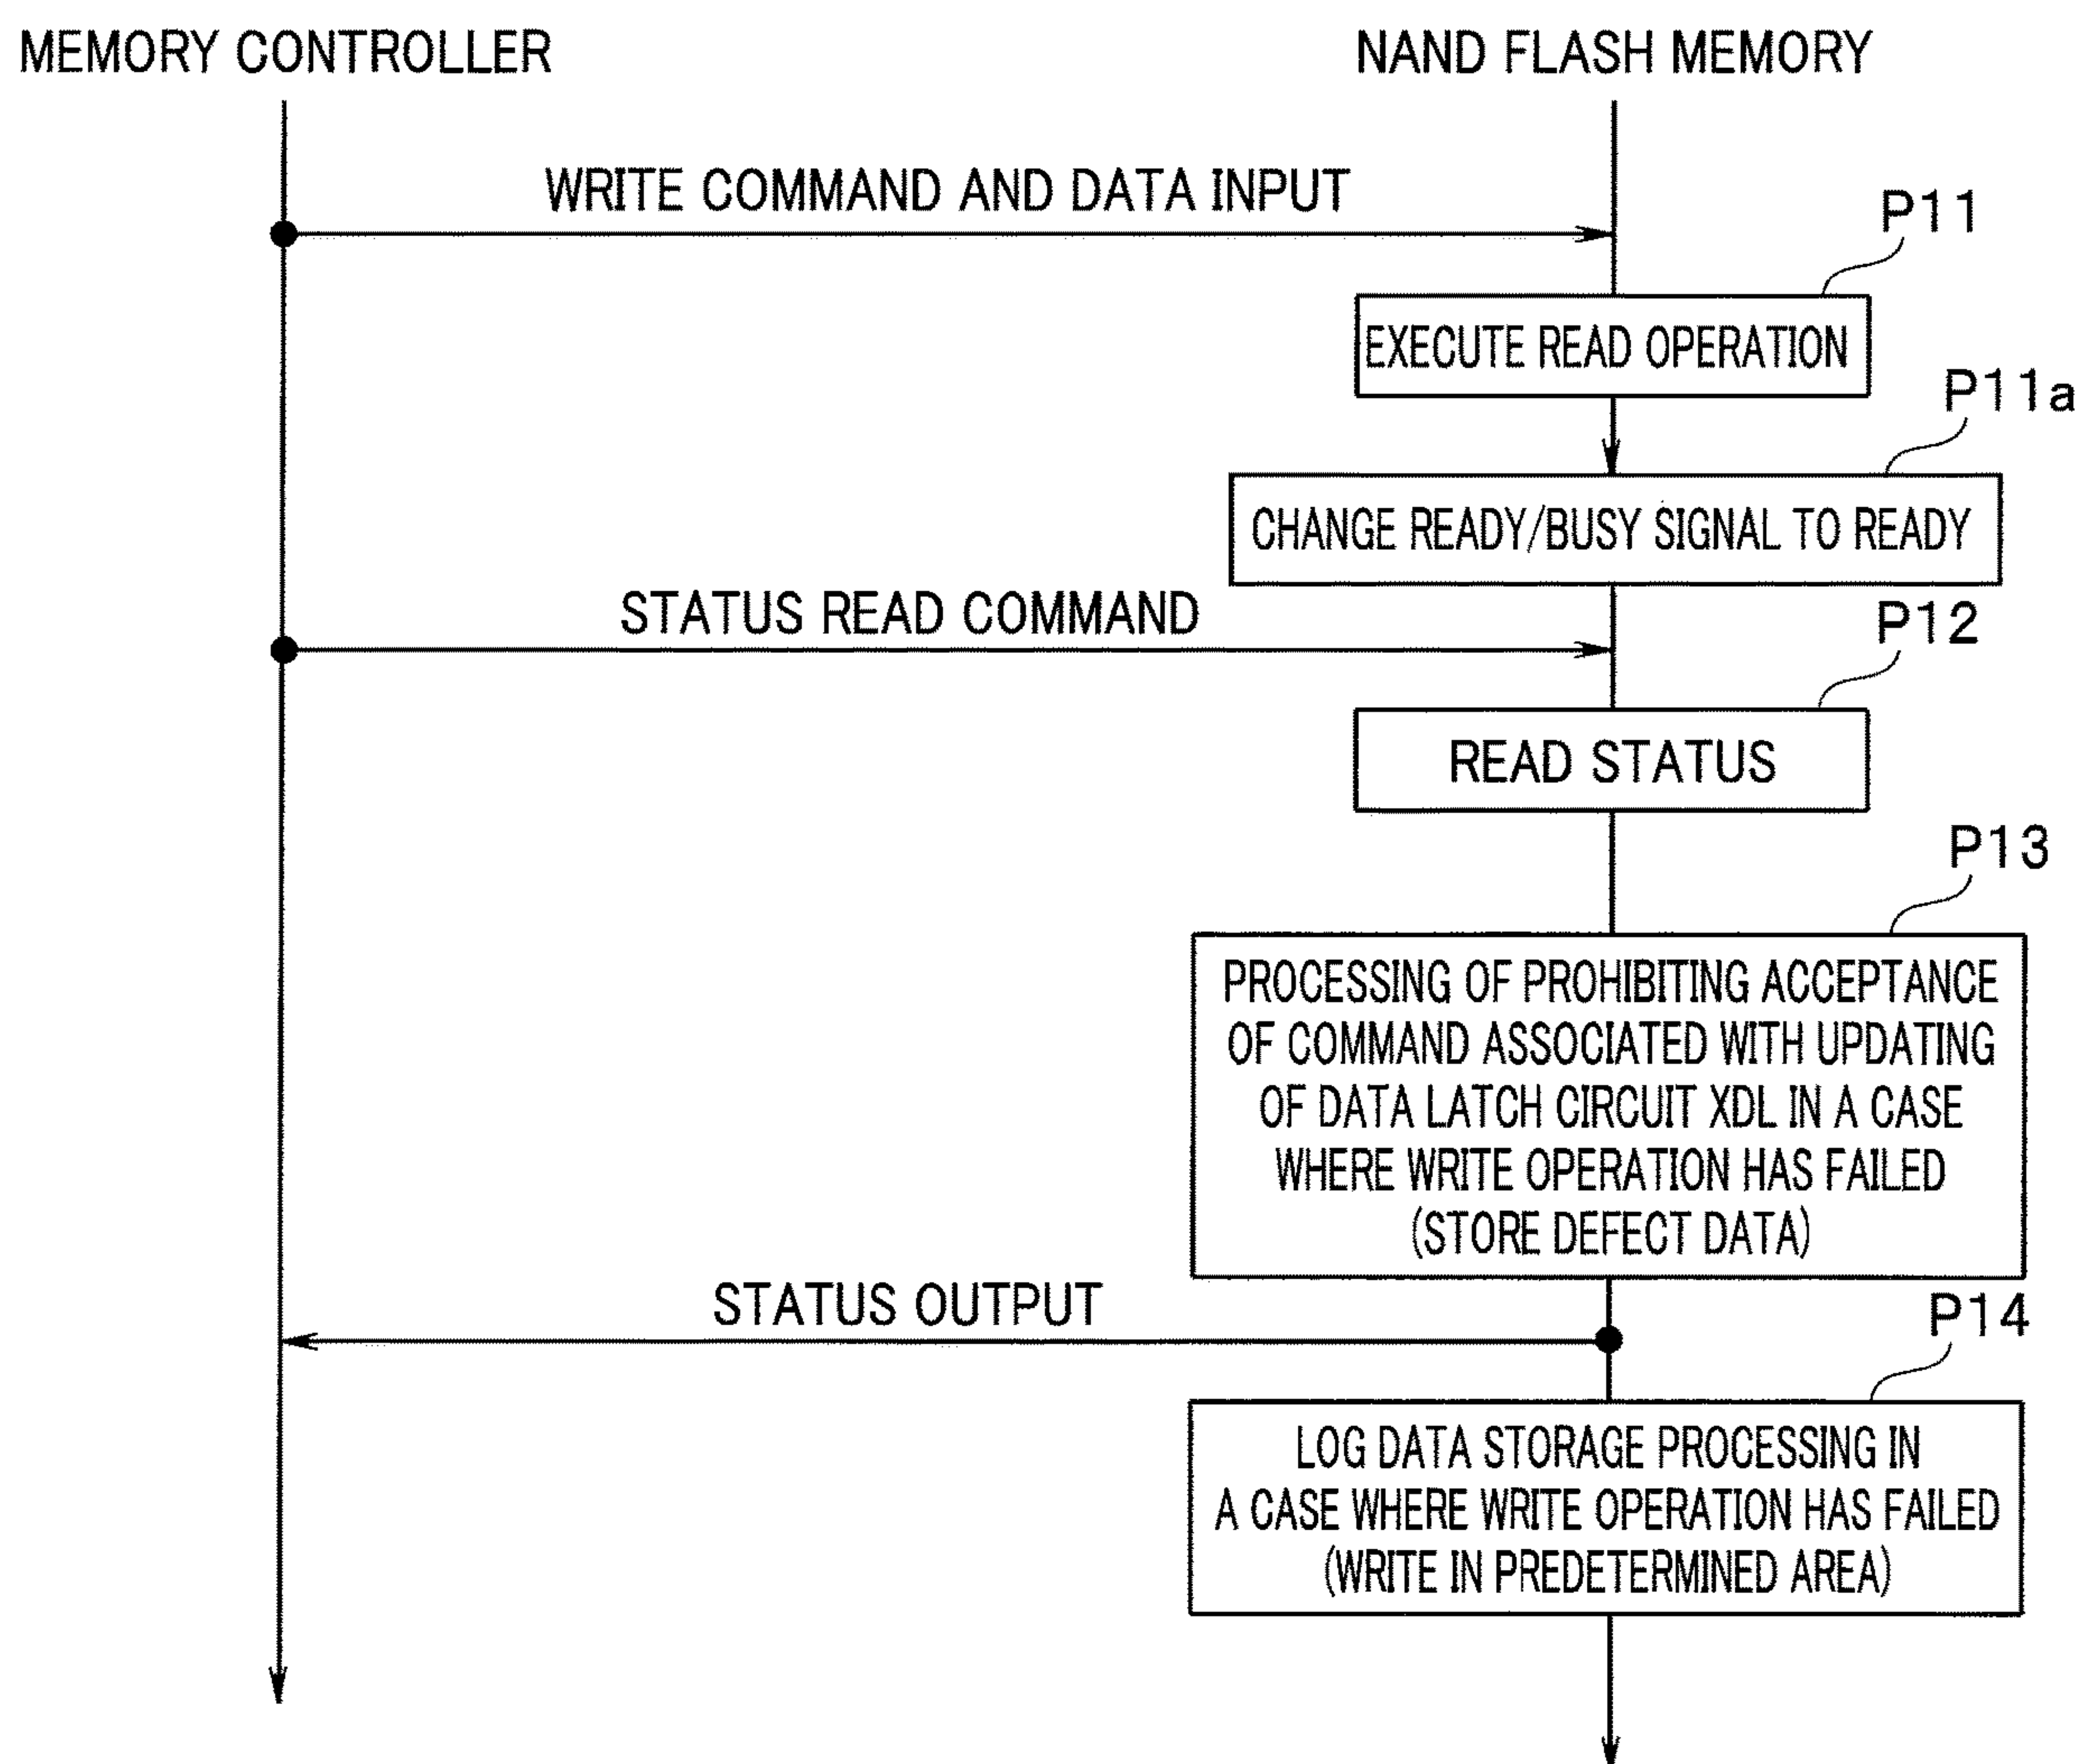 MEMORY CONTROLLER
NAND FLASH MEMORY
WRITE COMMAND AND DATA INPUT
P11
EXECUTE READ OPERATION
P11a
CHANGE READY/BUSY SIGNAL TO READY
STATUS READ COMMAND
P12
READ STATUS
P13
PROCESSING OF PROHIBITING ACCEPTANCE
OF COMMAND ASSOCIATED WITH UPDATING
OF DATA LATCH CIRCUIT XDL IN A CASE
WHERE WRITE OPERATION HAS FAILED
(STORE DEFECT DATA)
STATUS OUTPUT
P14
LOG DATA STORAGE PROCESSING IN
A CASE WHERE WRITE OPERATION HAS FAILED
(WRITE IN PREDETERMINED AREA)